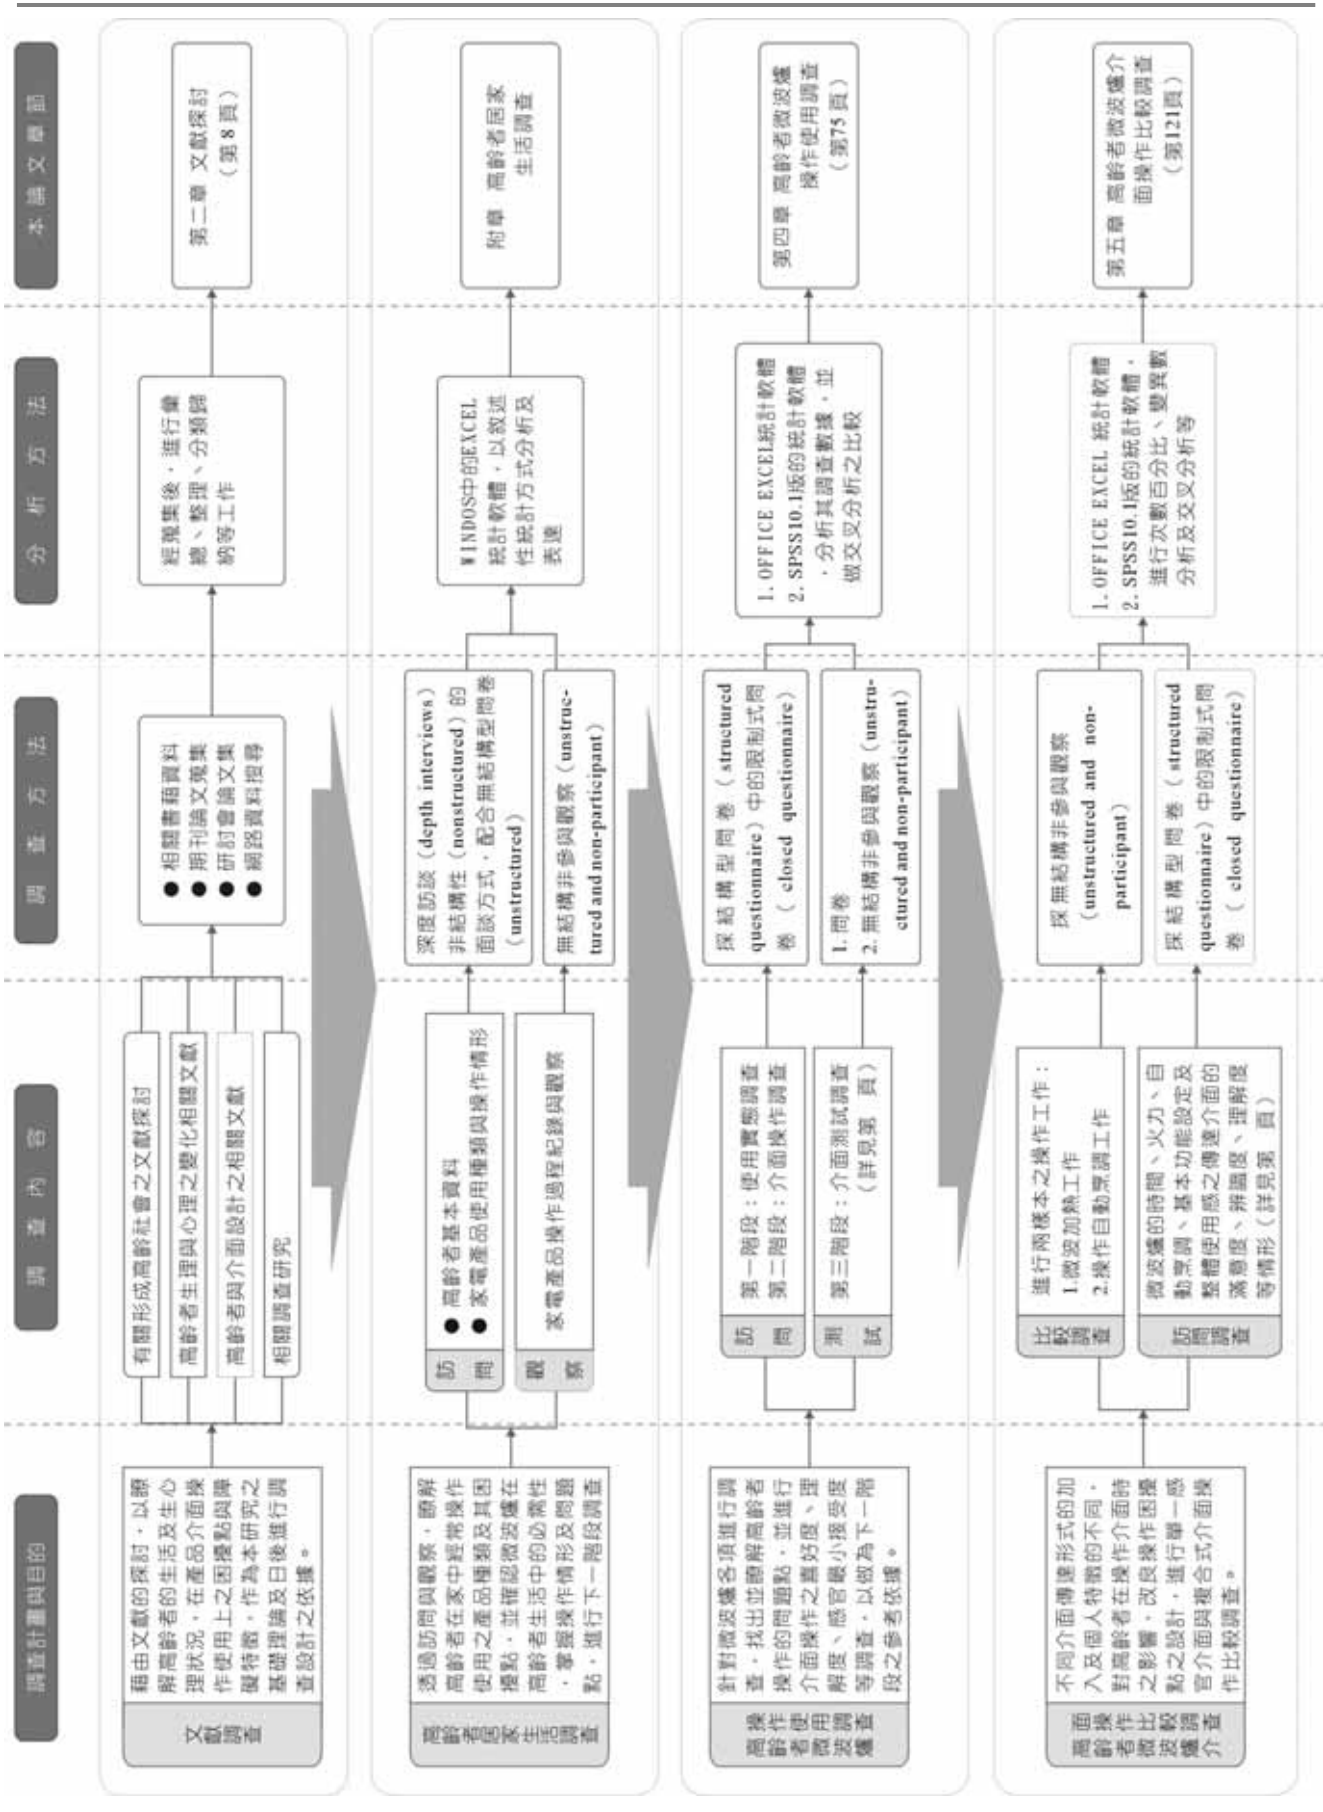 調查計畫與目的
調查內容
調查方法
分析方法
本論文章節
文獻調查
藉由文獻的探討，以瞭
解高齡者的生活及生心
理狀況，在產品介面操
作使用上之困擾點與障
礙特徵，作為本研究之
基礎理論及日後進行調
查設計之依據。
有關形成高齡社會之文獻探討
高齡者生理與心理之變化相關文獻
高齡者與介面設計之相關文獻
相關調查研究
● 相關書籍資料
● 期刊論文蒐集
● 研討會論文集
● 網路資料搜尋
經蒐集後，進行彙
總、整理、分類歸
納等工作
第二章 文獻探討
（第 8 頁）
高齡者居家生活調查
透過訪問與觀察，瞭解
高齡者在家中經常操作
使用之產品種類及其困
擾點，並確認微波爐在
高齡者生活中的必需性
，掌握操作情形及問題
點，進行下一階段調查
訪問
● 高齡者基本資料
● 家電產品使用種類與操作情形
觀察
家電產品操作過程紀錄與觀察
深度訪談（depth interviews）
非結構性（nonstructured）的
面談方式，配合無結構型問卷
（unstructured）
無結構非參與觀察（unstruc-
tured and non-participant）
WINDOS中的EXCEL
統計軟體，以敘述
性統計方式分析及
表達
附章 高齡者居家
生活調查
高齡者使用微波爐
操作調查
針對微波爐各項進行調
查，找出並瞭解高齡者
操作的問題點，並進行
介面操作之喜好度、理
解度、感官最小接受度
等調查，以做為下一階
段之參考依據。
訪問
第一階段：使用實態調查
第二階段：介面操作調查
測試
第三階段：介面測試調查
（詳見第 頁）
採結構型問卷（structured
questionnaire）中的限制式問
卷（closed questionnaire）
1. 問卷
2. 無結構非參與觀察（unstru-
ctured and non-participant）
1. OFFICE EXCEL統計軟體
2. SPSS10.1版的統計軟體
，分析其調查數據，並
做交叉分析之比較
第四章 高齡者微波爐
操作使用調查
（第75 頁）
高齡者微波爐介
面操作比較調查
不同介面傳達形式的加
入及個人特徵的不同，
對高齡者在操作介面時
之影響，改良操作困擾
點之設計，進行單一感
官介面與複合式介面操
作比較調查。
比較調查
進行兩樣本之操作工作：
1.微波加熱工作
2.操作自動烹調工作
訪問調查
微波爐的時間、火力、自
動烹調、基本功能設定及
整體使用感之傳達介面的
滿意度、辨識度、理解度
等情形（詳見第 頁）
採無結構非參與觀察
（unstructured and non-
participant）
採結構型問卷（structured
questionnaire）中的限制式問
卷（closed questionnaire）
1. OFFICE EXCEL 統計軟體
2. SPSS10.1版的統計軟體，
進行次數百分比、變異數
分析及交叉分析等
第五章 高齡者微波爐介
面操作比較調查
（第121頁）